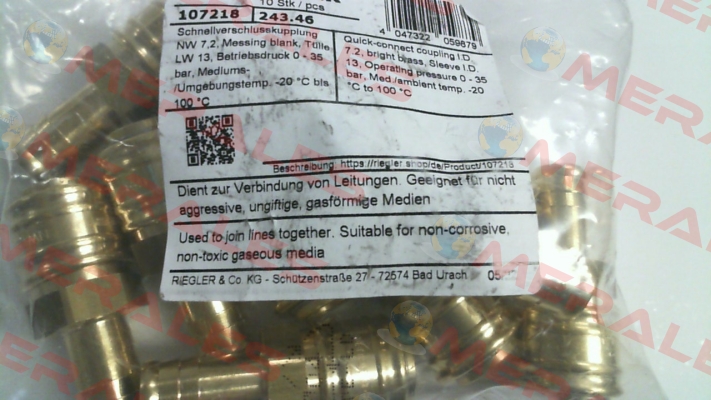 10 Stk / pcs
107218
243.46
4 047322 059679
Schnellverschlusskupplung
NW 7,2, Messing blank, Tülle
LW 13, Betriebsdruck 0 - 35
bar, Mediums-
/Umgebungstemp. -20 °C bis
100 °C
Quick-connect coupling I.D.
7.2, bright brass, Sleeve I.D.
13, Operating pressure 0 - 35
bar, Med./ambient temp. -20
°C to 100 °C
Beschreibung: https://riegler.shop/de/Product/107218
Dient zur Verbindung von Leitungen. Geeignet für nicht
aggressive, ungiftige, gasförmige Medien
Used to join lines together. Suitable for non-corrosive,
non-toxic gaseous media
RIEGLER & Co. KG - Schützenstraße 27 - 72574 Bad Urach
MERALES
MERALES
MERALES
MERALES